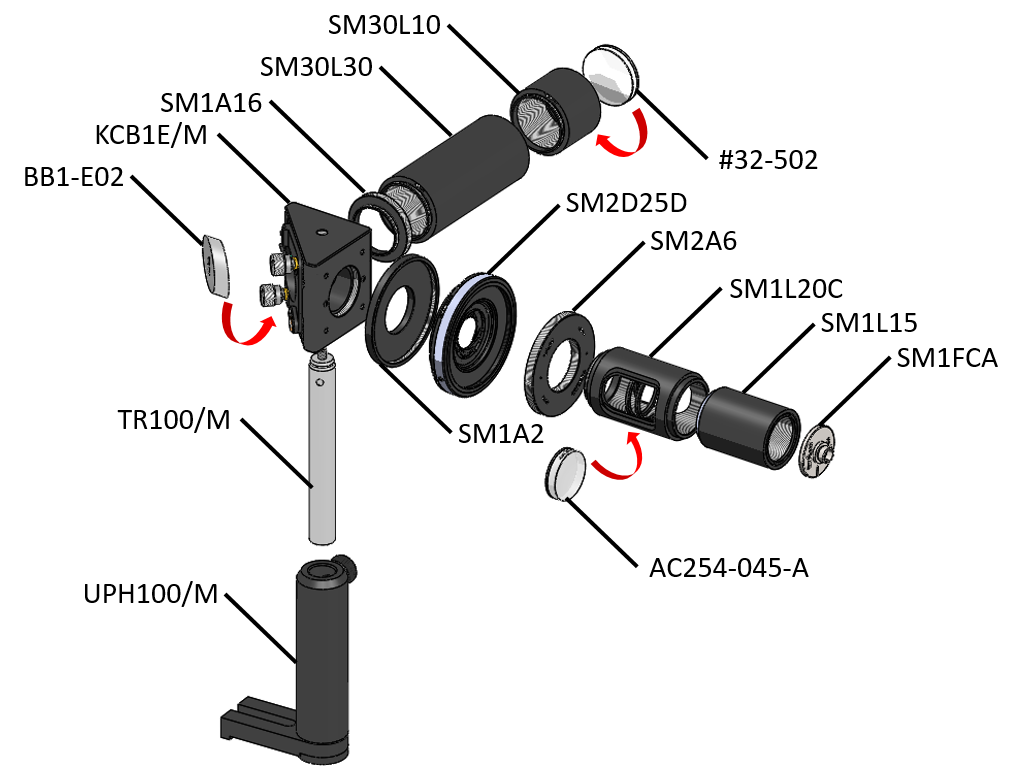 SM30L10
SM30L30
SM1A16
KCB1E/M
BB1-E02
#32-502
SM2D25D
SM2A6
SM1L20C
SM1L15
SM1FCA
TR100/M
SM1A2
AC254-045-A
UPH100/M